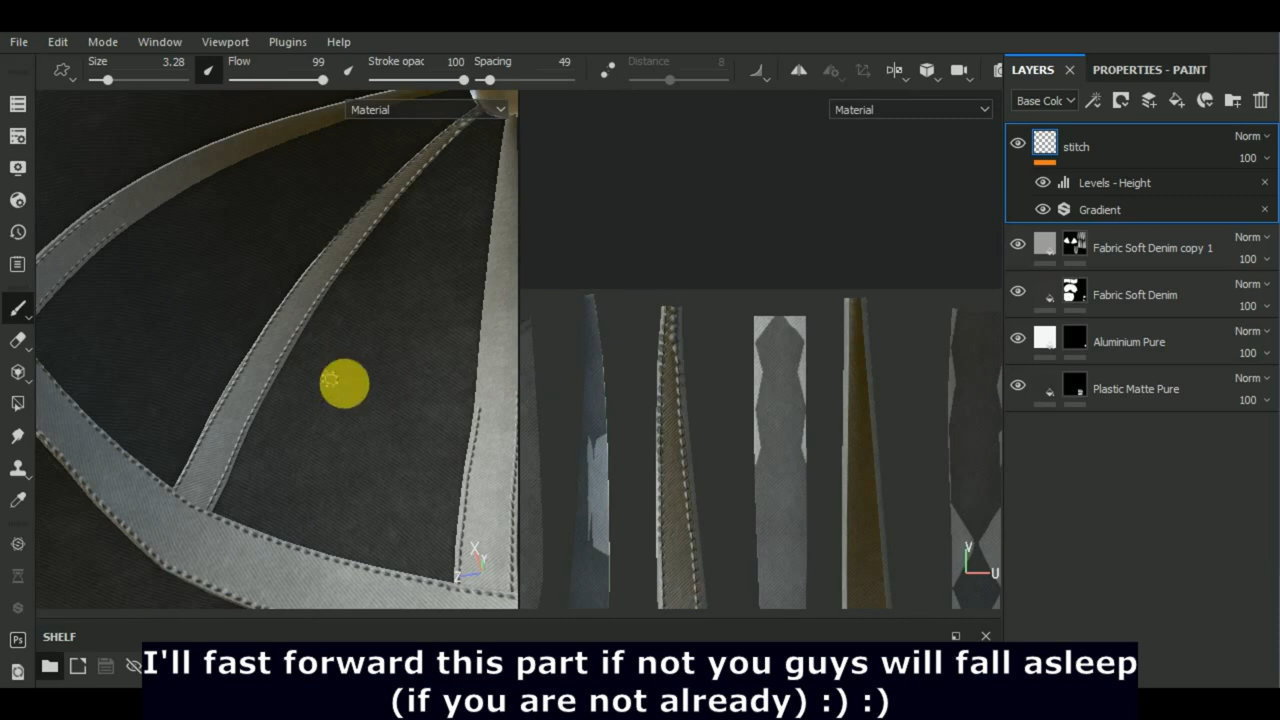 File Edit Mode Window Viewport Plugins Help
Size 3.28 Flow 99 Stroke opac 100 Spacing 49 Distance 8
LAYERS PROPERTIES - PAINT
Material Material
Base Colc
stitch Norm 100
Levels - Height
Gradient
Fabric Soft Denim copy 1 Norm 100
Fabric Soft Denim Norm 100
Aluminium Pure Norm 100
Plastic Matte Pure Norm 100
X Y Z
V U
Ps
SHELF
I'll fast forward this part if not you guys will fall asleep
(if you are not already) :) :)